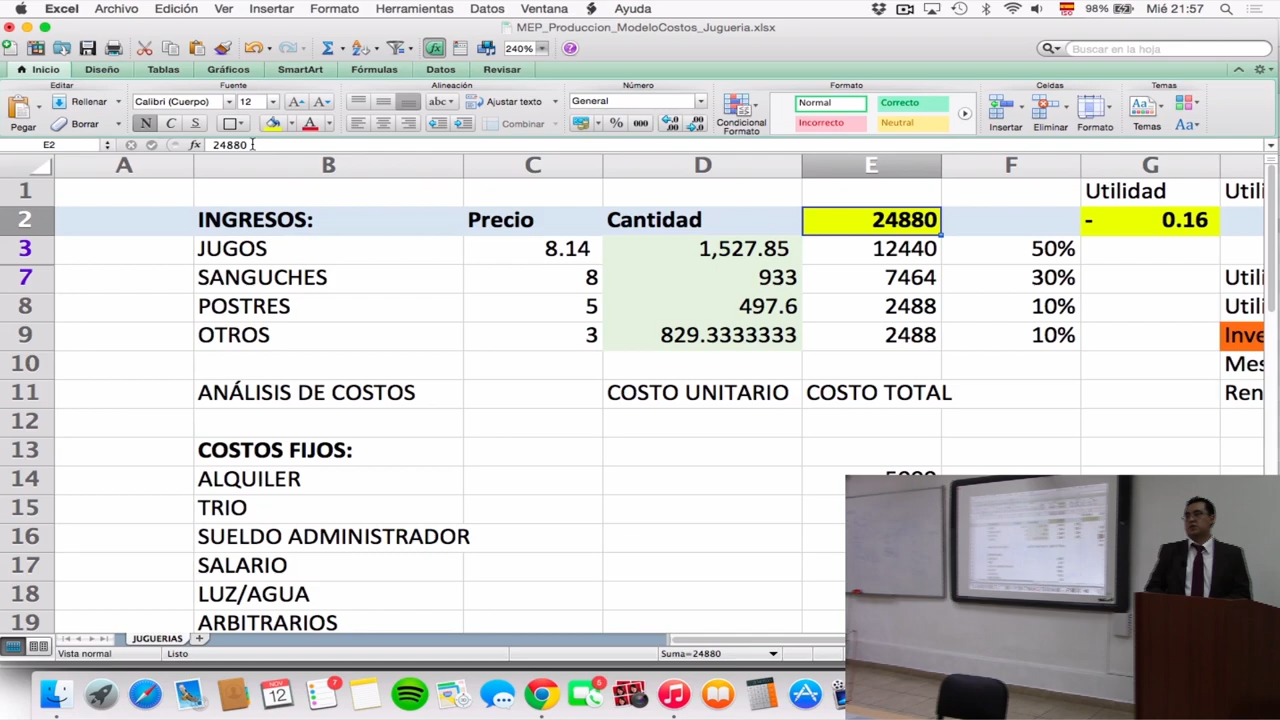 Excel Archivo Edición Ver Insertar Formato Herramientas Datos Ventana Ayuda 98% Mié 21:57
MEP_Produccion_ModeloCostos_Jugueria.xlsx
240% Buscar en la hoja
Inicio Diseño Tablas Gráficos SmartArt Fórmulas Datos Revisar
Editar Fuente Alineación Número Formato Celdas Temas
Pegar Rellenar Calibri (Cuerpo) 12 abc Ajustar texto General Condicional Formato Normal Correcto Insertar Eliminar Formato Temas Aa
Borrar N C S A Combinar % 000 Incorrecto Neutral
E2 fx 24880
A B C D E F G
1 Utilidad Utili
2 INGRESOS: Precio Cantidad 24880 - 0.16
3 JUGOS 8.14 1,527.85 12440 50%
7 SANGUCHES 8 933 7464 30% Utili
8 POSTRES 5 497.6 2488 10% Utili
9 OTROS 3 829.3333333 2488 10% Inve
10 Mes
11 ANÁLISIS DE COSTOS COSTO UNITARIO COSTO TOTAL Ren
12
13 COSTOS FIJOS:
14 ALQUILER
15 TRIO
16 SUELDO ADMINISTRADOR
17 SALARIO
18 LUZ/AGUA
19 ARBITRARIOS
JUGUERIAS
Vista normal Listo Suma=24880
NOV 12 7 5